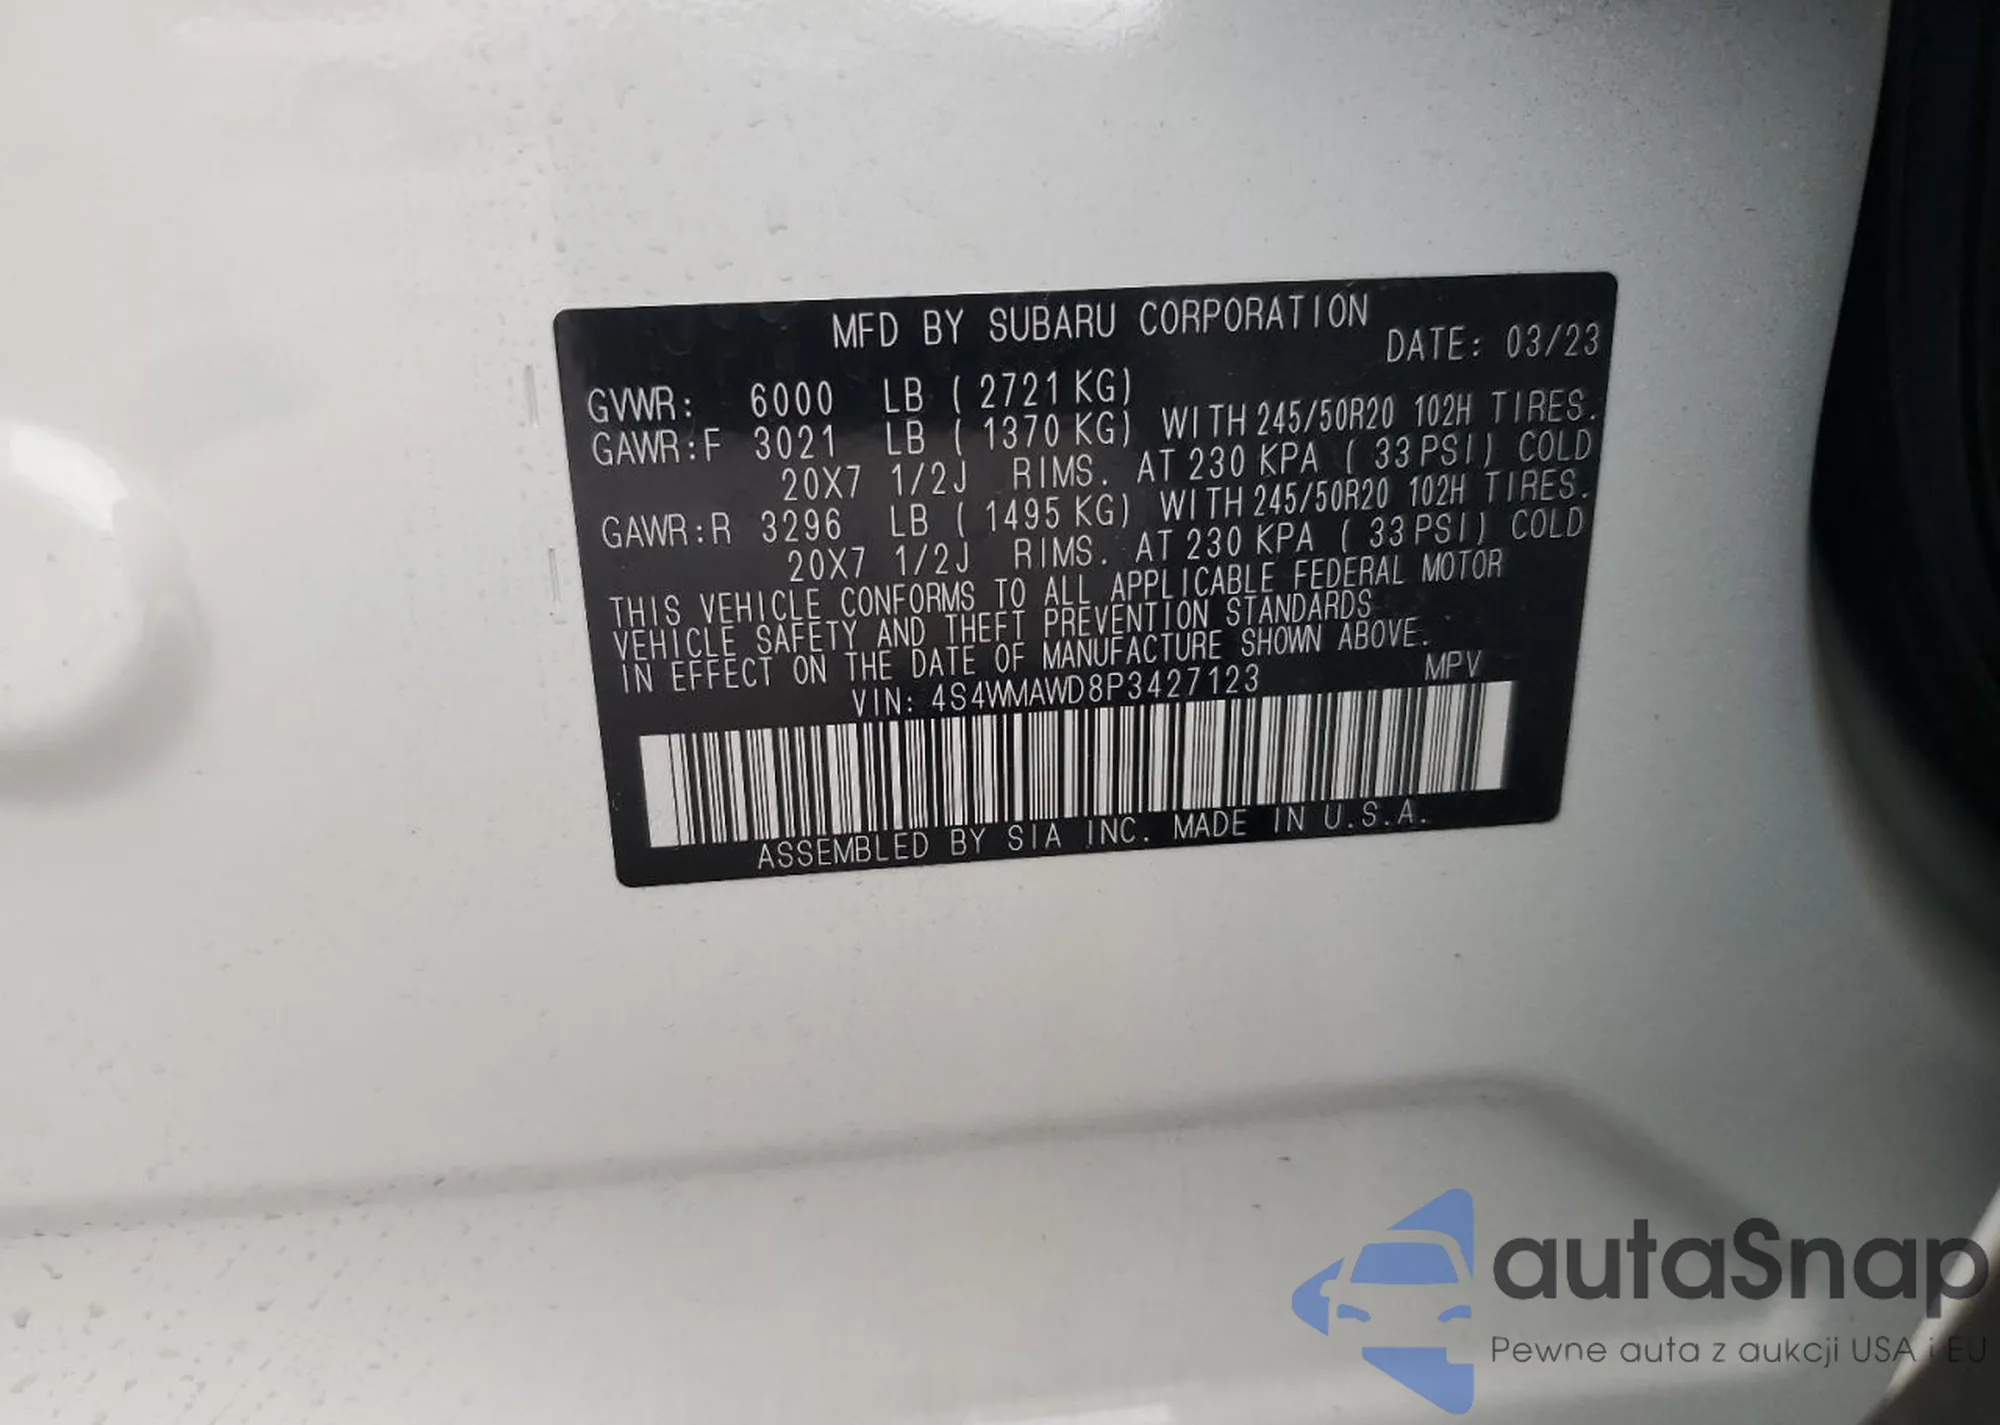 MFD BY SUBARU CORPORATION
DATE: 03/23
GVWR: 6000 LB ( 2721 KG)
GAWR:F 3021 LB ( 1370 KG) WITH 245/50R20 102H TIRES.
20X7 1/2J RIMS. AT 230 KPA ( 33 PSI) COLD
GAWR:R 3296 LB ( 1495 KG) WITH 245/50R20 102H TIRES.
20X7 1/2J RIMS. AT 230 KPA ( 33 PSI) COLD
THIS VEHICLE CONFORMS TO ALL APPLICABLE FEDERAL MOTOR
VEHICLE SAFETY AND THEFT PREVENTION STANDARDS
IN EFFECT ON THE DATE OF MANUFACTURE SHOWN ABOVE.
VIN: 4S4WMAWD8P3427123 MPV
ASSEMBLED BY SIA INC. MADE IN U.S.A.
autaSnap
Pewne auta z aukcji USA i EU